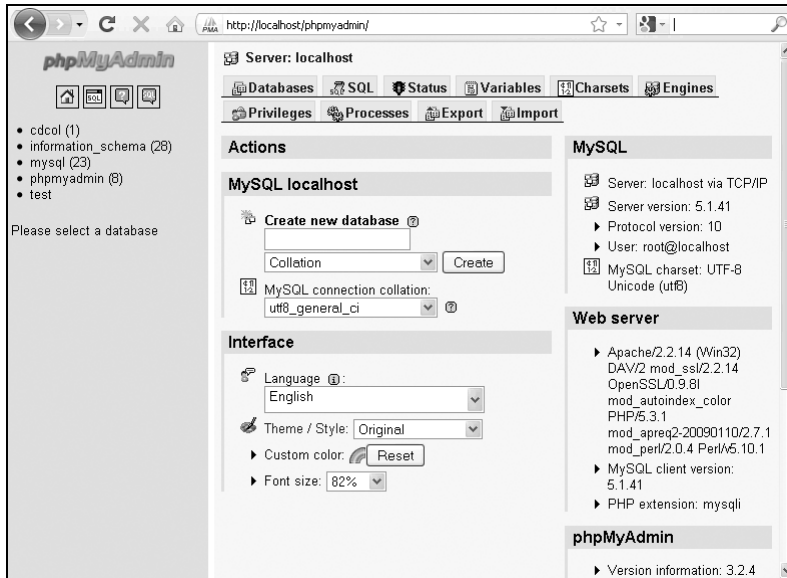 http://localhost/phpmyadmin/
phpMyAdmin
SQL
cdcol (1)
information_schema (28)
mysql (23)
phpmyadmin (8)
test
Please select a database
Server: localhost
Databases SQL Status Variables Charsets Engines
Privileges Processes Export Import
Actions
MySQL localhost
Create new database
Collation Create
MySQL connection collation:
utf8_general_ci
Interface
Language :
English
Theme / Style: Original
Custom color: Reset
Font size: 82%
MySQL
Server: localhost via TCP/IP
Server version: 5.1.41
Protocol version: 10
User: root@localhost
MySQL charset: UTF-8
Unicode (utf8)
Web server
Apache/2.2.14 (Win32)
DAV/2 mod_ssl/2.2.14
OpenSSL/0.9.8l
mod_autoindex_color
PHP/5.3.1
mod_apreq2-20090110/2.7.1
mod_perl/2.0.4 Perl/v5.10.1
MySQL client version:
5.1.41
PHP extension: mysqli
phpMyAdmin
Version information: 3.2.4